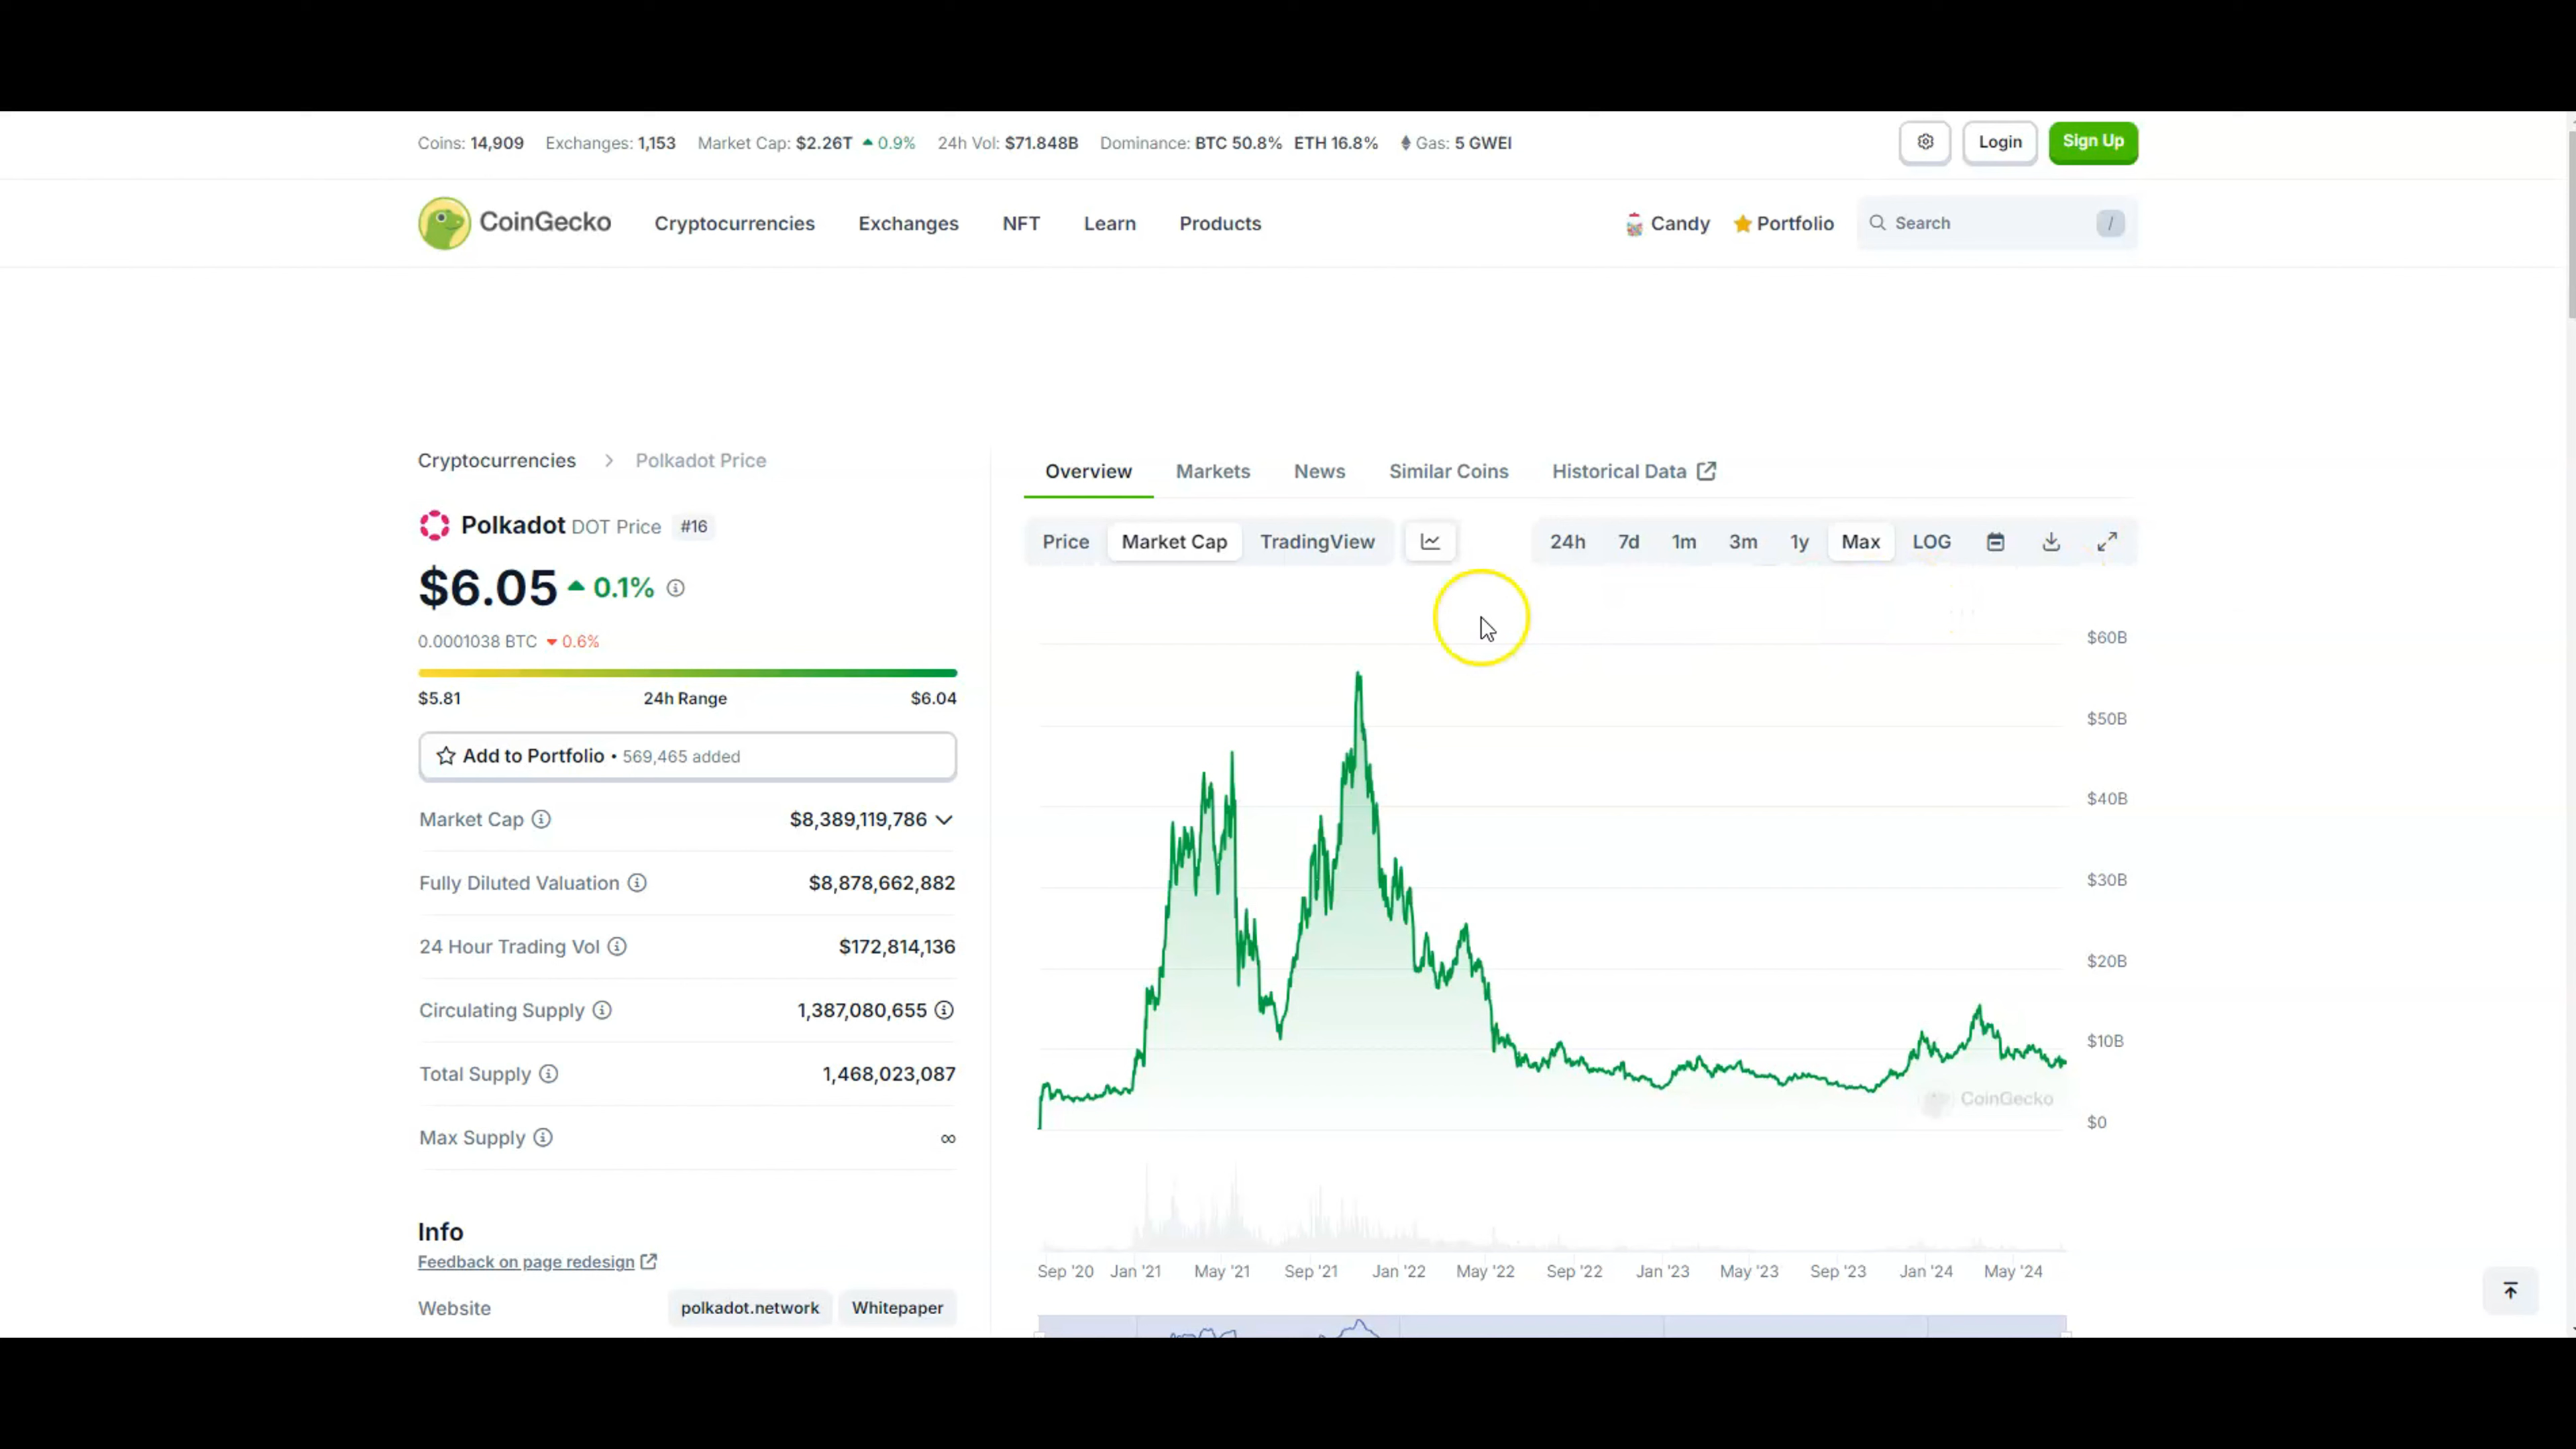 Coins: 14,909 Exchanges: 1,153 Market Cap: $2.26T 0.9% 24h Vol: $71.848B Dominance: BTC 50.8% ETH 16.8% Gas: 5 GWEI Login Sign Up
CoinGecko Cryptocurrencies Exchanges NFT Learn Products Candy Portfolio Search /
Cryptocurrencies > Polkadot Price
Polkadot DOT Price #16
$6.05 0.1%
0.0001038 BTC 0.6%
$5.81 24h Range $6.04
Add to Portfolio • 569,465 added
Market Cap $8,389,119,786
Fully Diluted Valuation $8,878,662,882
24 Hour Trading Vol $172,814,136
Circulating Supply 1,387,080,655
Total Supply 1,468,023,087
Max Supply ∞
Info
Feedback on page redesign
Website polkadot.network Whitepaper
Overview Markets News Similar Coins Historical Data
Price Market Cap TradingView 24h 7d 1m 3m 1y Max LOG
$60B
$50B
$40B
$30B
$20B
$10B
CoinGecko
$0
Sep '20 Jan '21 May '21 Sep '21 Jan '22 May '22 Sep '22 Jan '23 May '23 Sep '23 Jan '24 May '24